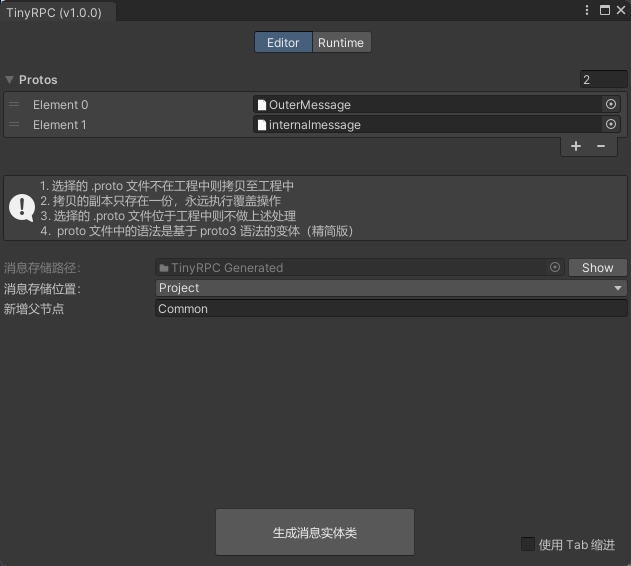 TinyRPC (v1.0.0)
Editor Runtime
Protos 2
Element 0 OuterMessage
Element 1 internalmessage
1. 选择的 .proto 文件不在工程中则拷贝至工程中
2. 拷贝的副本只存在一份，永远执行覆盖操作
3. 选择的 .proto 文件位于工程中则不做上述处理
4. proto 文件中的语法是基于 proto3 语法的变体（精简版）
消息存储路径： TinyRPC Generated Show
消息存储位置： Project
新增父节点 Common
生成消息实体类
使用 Tab 缩进